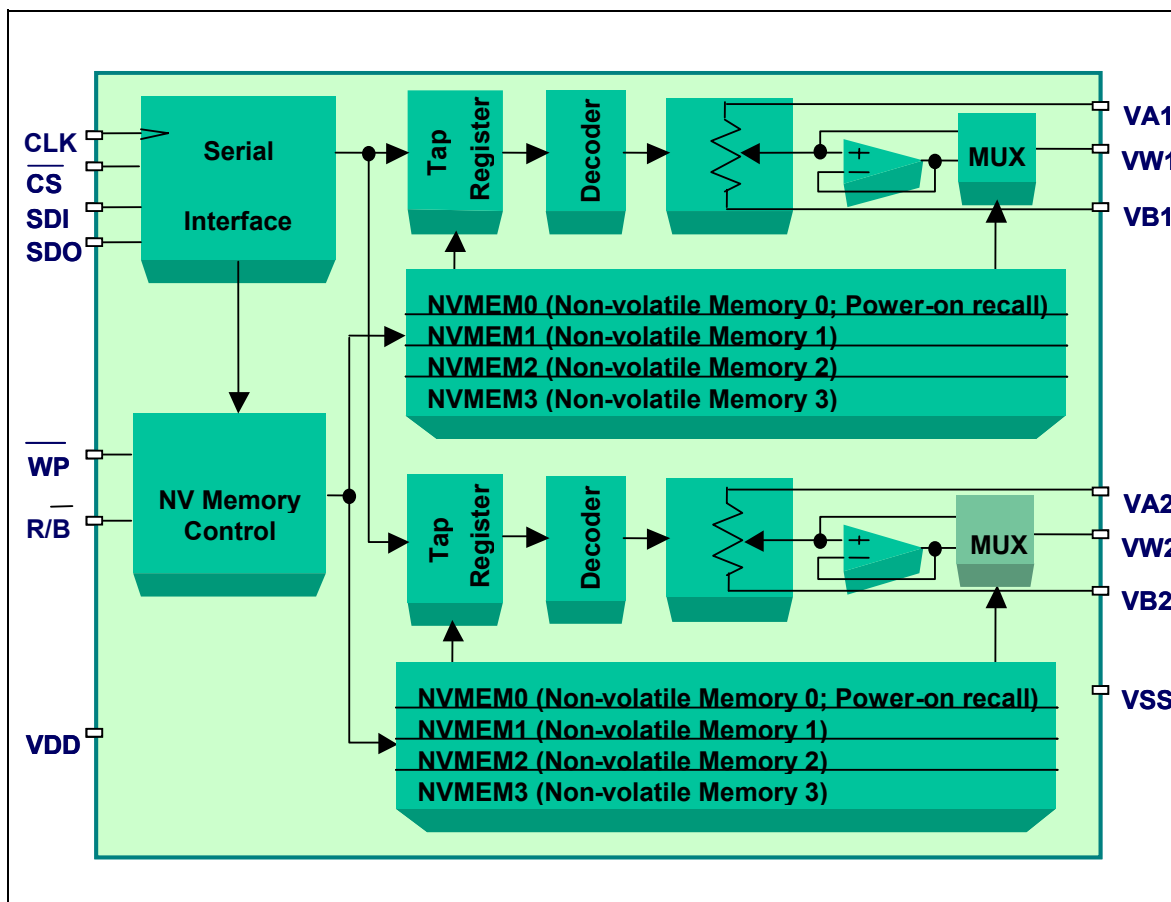 CLK
C̅S̅
SDI
SDO
W̅P̅
R/B̅
VDD
Serial
Interface
NV Memory
Control
Tap
Register
Decoder
+
MUX
VA1
VW1
VB1
NVMEM0 (Non-volatile Memory 0; Power-on recall)
NVMEM1 (Non-volatile Memory 1)
NVMEM2 (Non-volatile Memory 2)
NVMEM3 (Non-volatile Memory 3)
Tap
Register
Decoder
+
MUX
VA2
VW2
VB2
VSS
NVMEM0 (Non-volatile Memory 0; Power-on recall)
NVMEM1 (Non-volatile Memory 1)
NVMEM2 (Non-volatile Memory 2)
NVMEM3 (Non-volatile Memory 3)